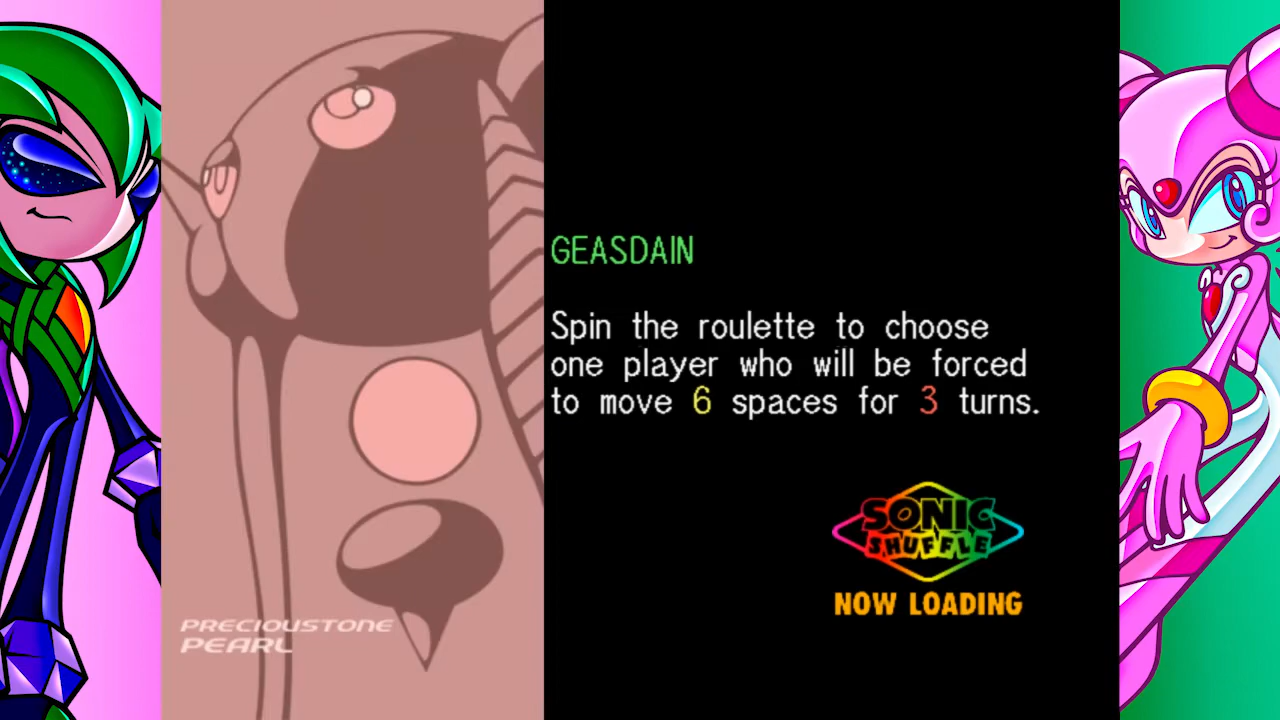 GEASDAIN
Spin the roulette to choose
one player who will be forced
to move 6 spaces for 3 turns.
SONIC
SHUFFLE
NOW LOADING
PRECIOUSTONE
PEARL